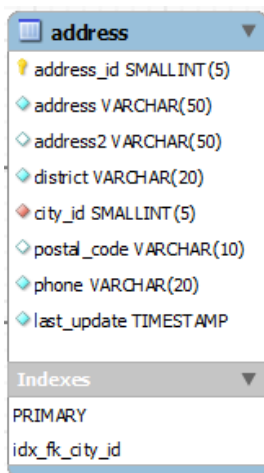 address
address_id SMALLINT(5)
address VARCHAR(50)
address2 VARCHAR(50)
district VARCHAR(20)
city_id SMALLINT(5)
postal_code VARCHAR(10)
phone VARCHAR(20)
last_update TIMESTAMP
Indexes
PRIMARY
idx_fk_city_id